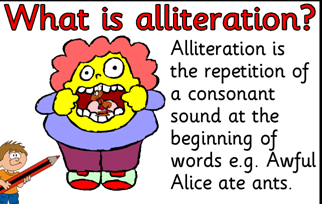 What is alliteration?
Alliteration is
the repetition of
a consonant
sound at the
beginning of
words e.g. Awful
Alice ate ants.